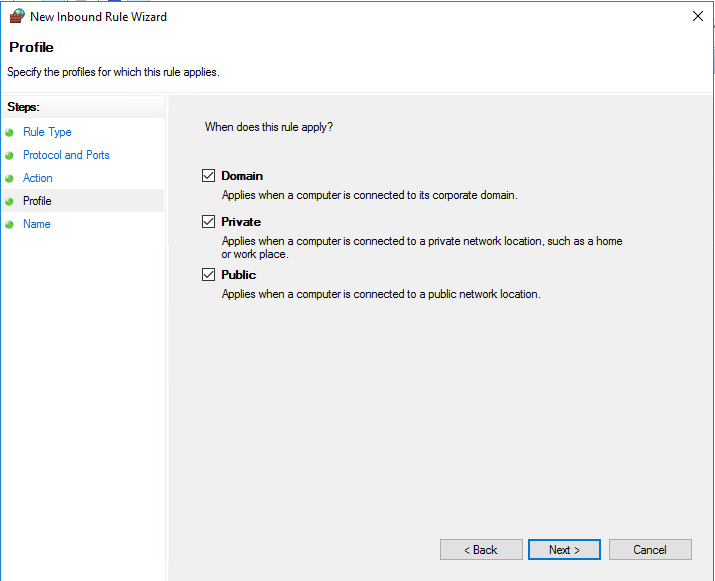 New Inbound Rule Wizard
Profile
Specify the profiles for which this rule applies.
Steps:
Rule Type
Protocol and Ports
Action
Profile
Name
When does this rule apply?
Domain
Applies when a computer is connected to its corporate domain.
Private
Applies when a computer is connected to a private network location, such as a home
or work place.
Public
Applies when a computer is connected to a public network location.
< Back
Next >
Cancel